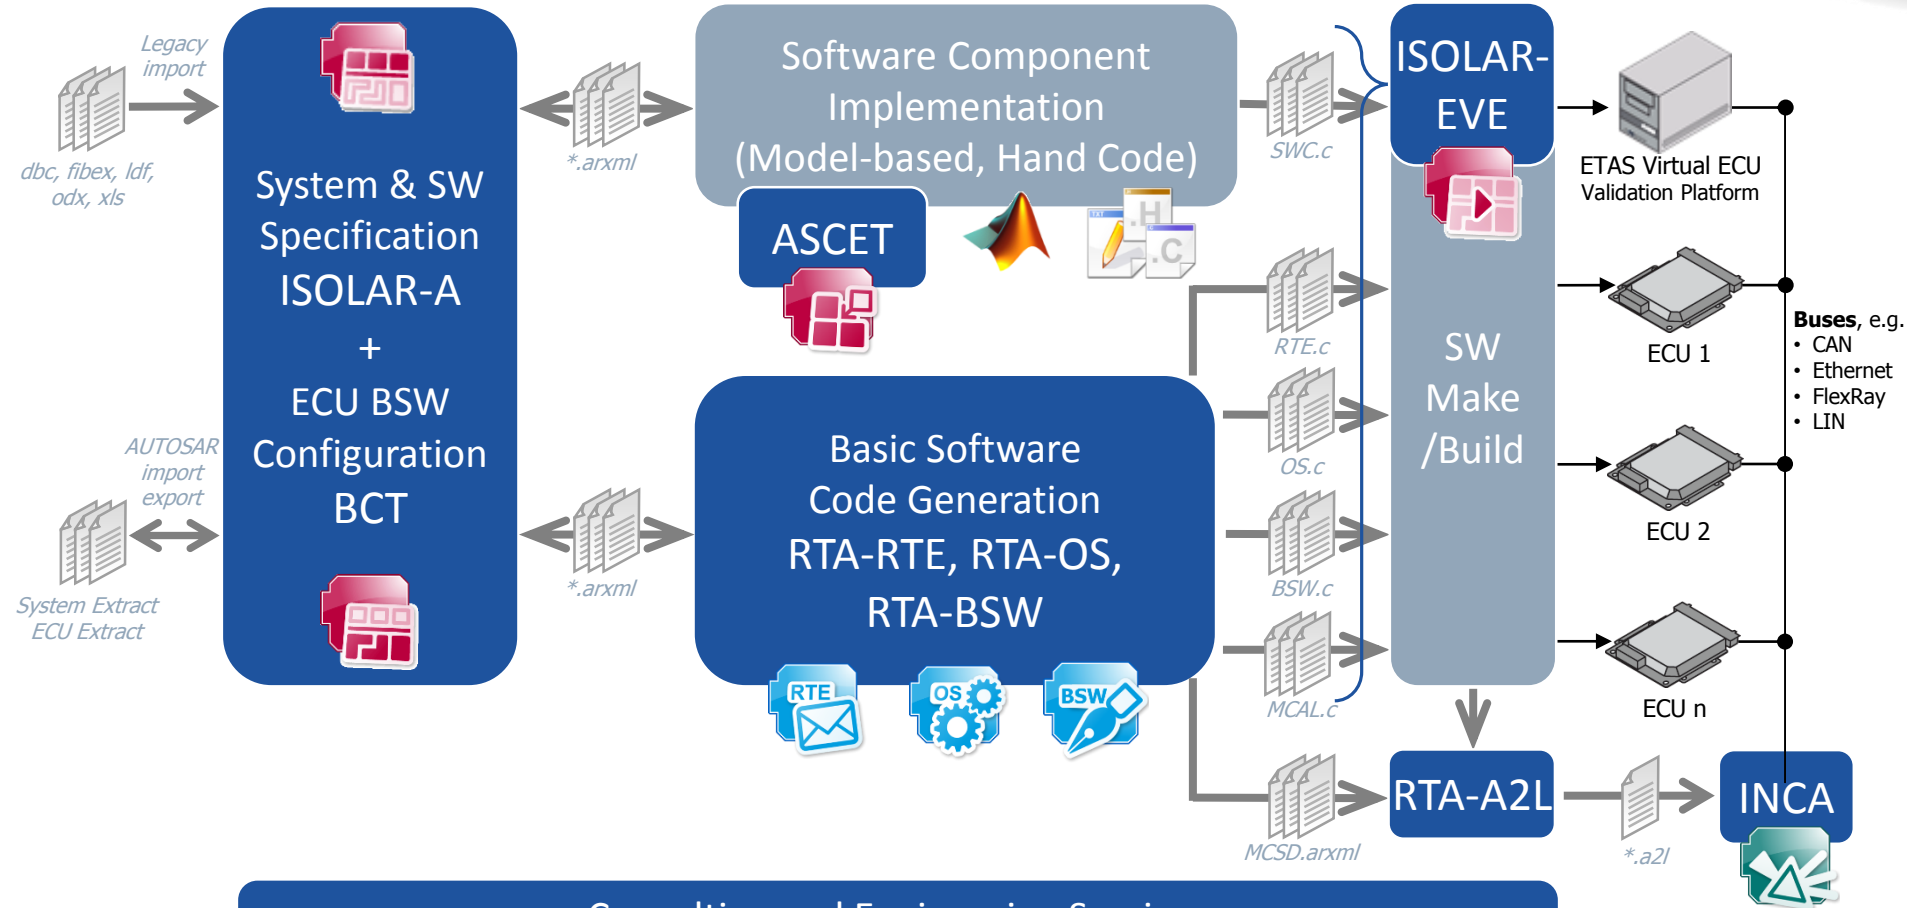 Legacy
import
dbc, fibex, ldf,
odx, xls
AUTOSAR
import
export
System Extract
ECU Extract
System & SW
Specification
ISOLAR-A
+
ECU BSW
Configuration
BCT
*.arxml
*.arxml
Software Component
Implementation
(Model-based, Hand Code)
ASCET
TXT
.H
.C
Basic Software
Code Generation
RTA-RTE, RTA-OS,
RTA-BSW
RTE
OS
BSW
SWC.c
RTE.c
OS.c
BSW.c
MCAL.c
MCSD.arxml
ISOLAR-
EVE
SW
Make
/Build
RTA-A2L
*.a2l
INCA
ETAS Virtual ECU
Validation Platform
ECU 1
ECU 2
ECU n
Buses, e.g.
• CAN
• Ethernet
• FlexRay
• LIN